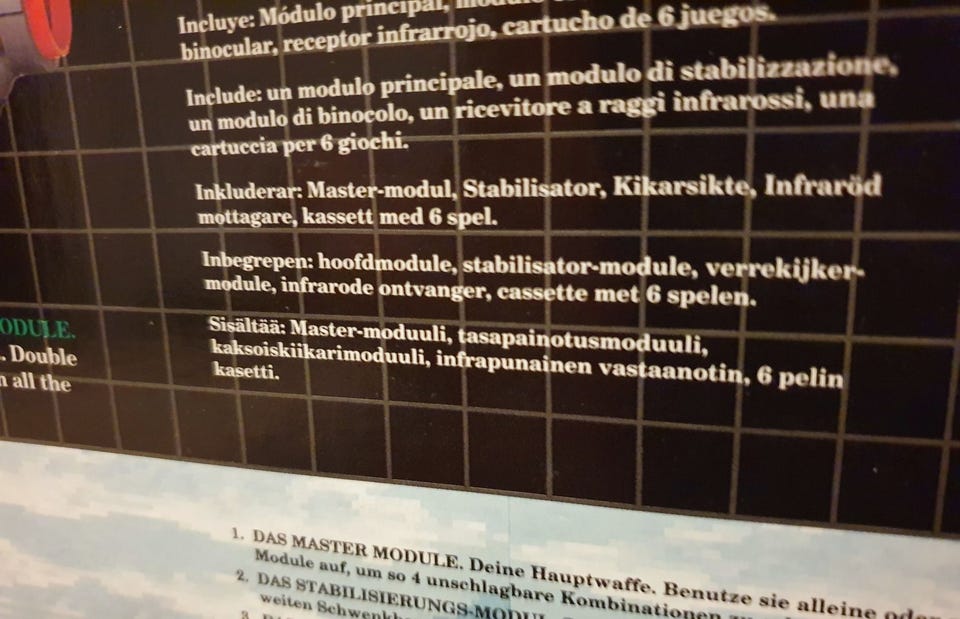 Incluye: Módulo principal,
binocular, receptor infrarrojo, cartucho de 6 juegos.
Include: un modulo principale, un modulo di stabilizzazione,
un modulo di binocolo, un ricevitore a raggi infrarossi, una
cartuccia per 6 giochi.
Inkluderar: Master-modul, Stabilisator, Kikarsikte, Infraröd
mottagare, kassett med 6 spel.
Inbegrepen: hoofdmodule, stabilisator-module, verrekijker-
module, infrarode ontvanger, cassette met 6 spelen.
Sisältää: Master-moduuli, tasapainotusmoduuli,
kaksoiskiikarimoduuli, infrapunainen vastaanotin, 6 pelin
kasetti.
ODULE.
. Double
all the
1. DAS MASTER MODULE. Deine Hauptwaffe. Benutze sie alleine oder
Module auf, um so 4 unschlagbare Kombinationen
2. DAS STABILISIERUNGS-MODUL
weiten
3.